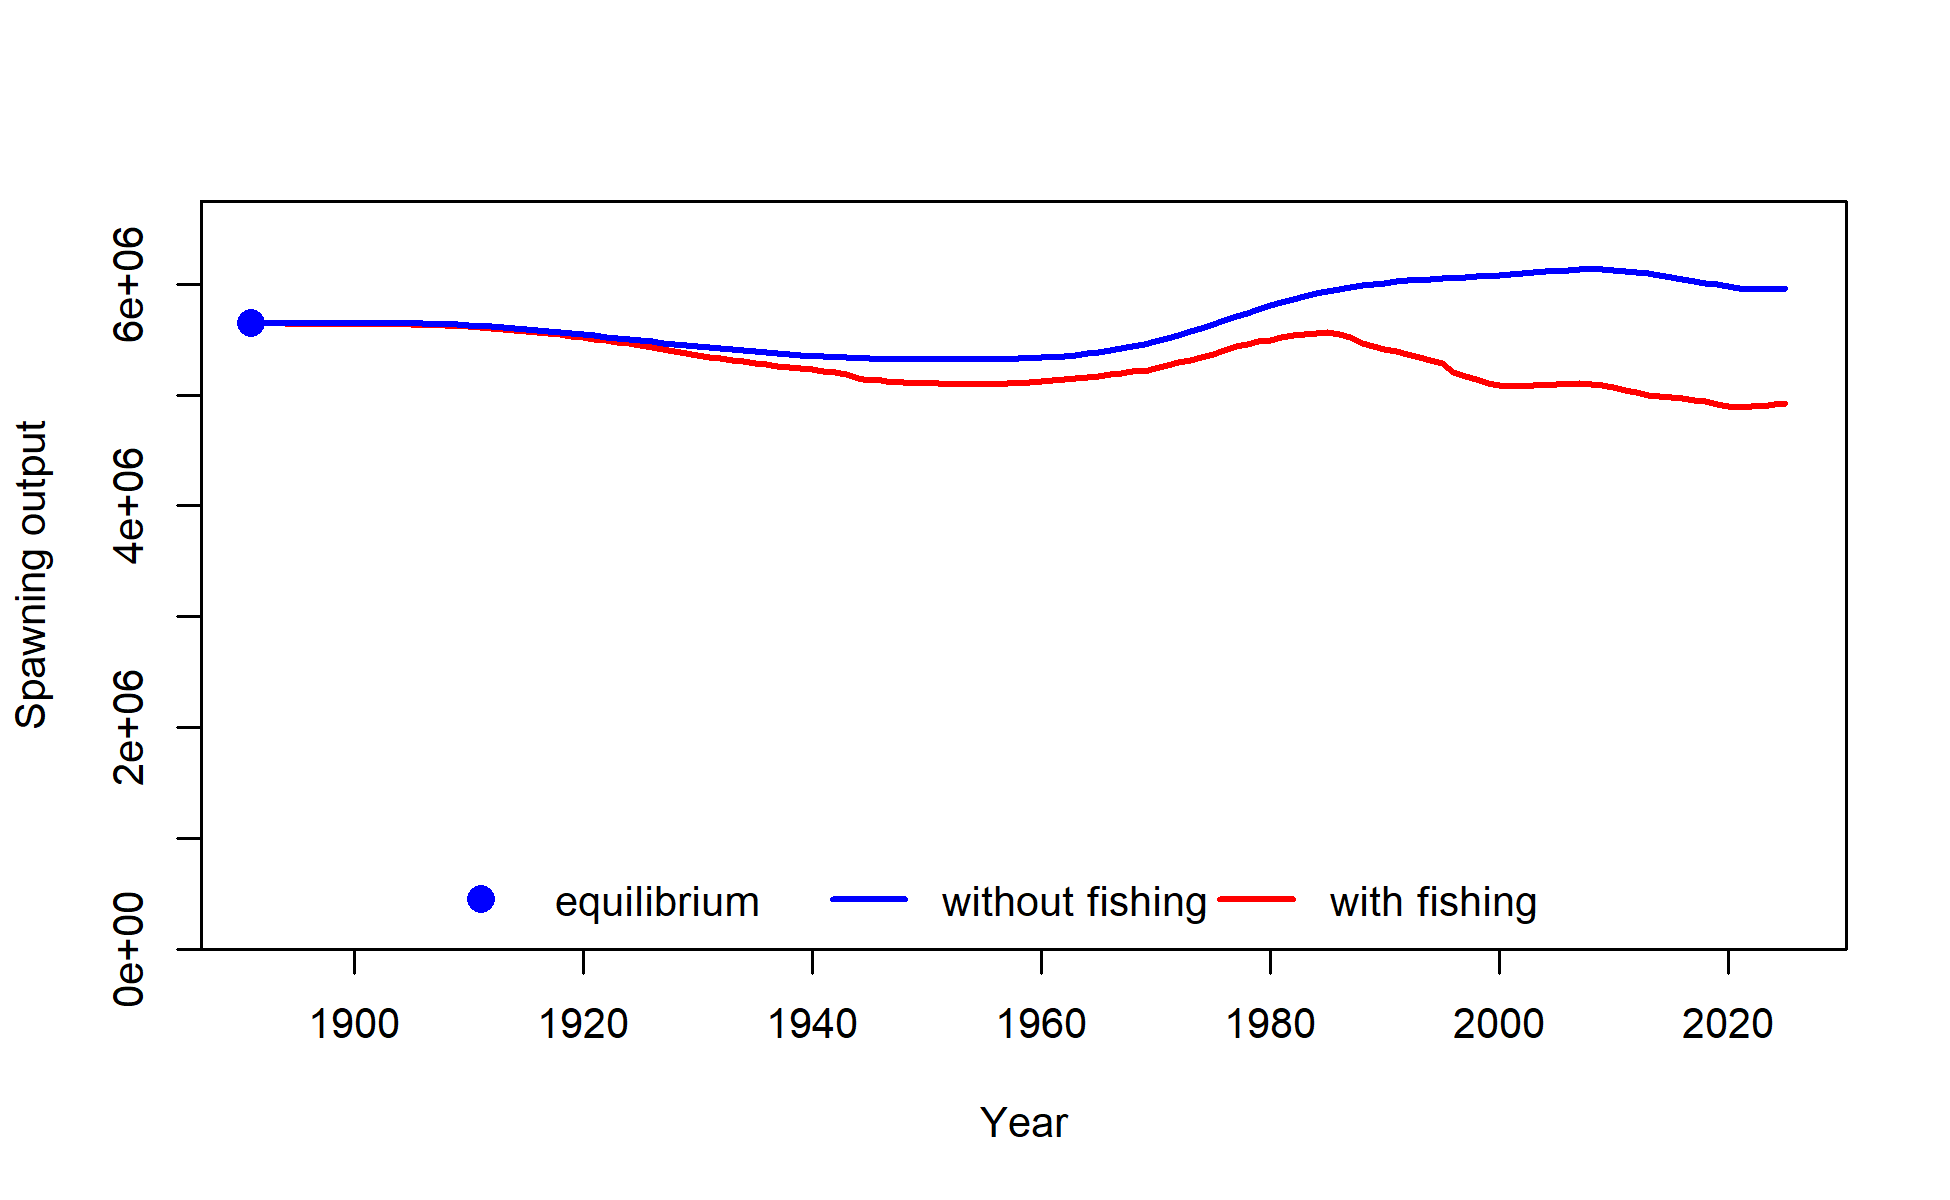 Spawning output
6e+06
4e+06
2e+06
0e+00
equilibrium without fishing with fishing
1900 1920 1940 1960 1980 2000 2020
Year